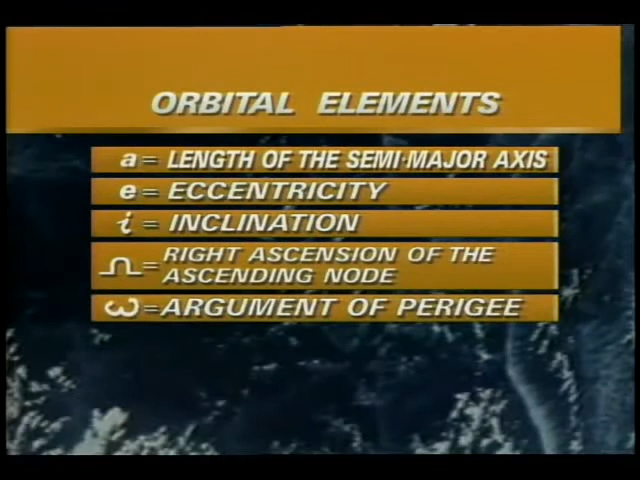 ORBITAL ELEMENTS
a = LENGTH OF THE SEMI-MAJOR AXIS
e = ECCENTRICITY
i = INCLINATION
Ω = RIGHT ASCENSION OF THE
ASCENDING NODE
ω = ARGUMENT OF PERIGEE